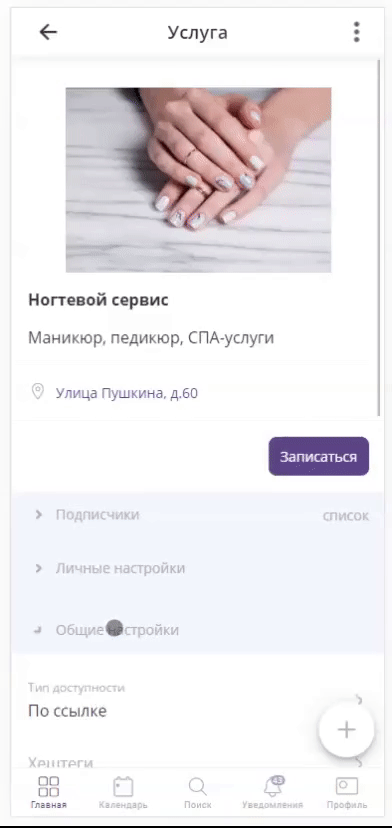 Услуга
Ногтевой сервис
Маникюр, педикюр, СПА-услуги
Улица Пушкина, д.60
Записаться
Подписчики список
Личные настройки
Общие настройки
Тип доступности
По ссылке
Хештеги
43
Главная Календарь Поиск Уведомления Профиль